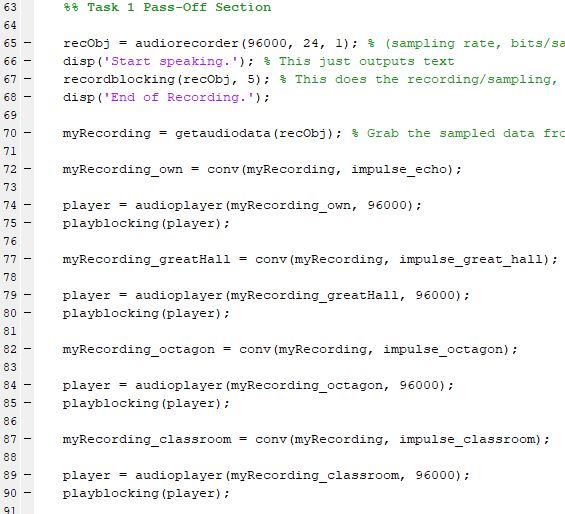 63 %% Task 1 Pass-Off Section
64
65 – recObj = audiorecorder(96000, 24, 1); % (sampling rate, bits/sa
66 – disp('Start speaking.'); % This just outputs text
67 – recordblocking(recObj, 5); % This does the recording/sampling,
68 – disp('End of Recording.');
69
70 – myRecording = getaudiodata(recObj); % Grab the sampled data fro
71
72 – myRecording_own = conv(myRecording, impulse_echo);
73
74 – player = audioplayer(myRecording_own, 96000);
75 – playblocking(player);
76
77 – myRecording_greatHall = conv(myRecording, impulse_great_hall);
78
79 – player = audioplayer(myRecording_greatHall, 96000);
80 – playblocking(player);
81
82 – myRecording_octagon = conv(myRecording, impulse_octagon);
83
84 – player = audioplayer(myRecording_octagon, 96000);
85 – playblocking(player);
86
87 – myRecording_classroom = conv(myRecording, impulse_classroom);
88
89 – player = audioplayer(myRecording_classroom, 96000);
90 – playblocking(player);
91